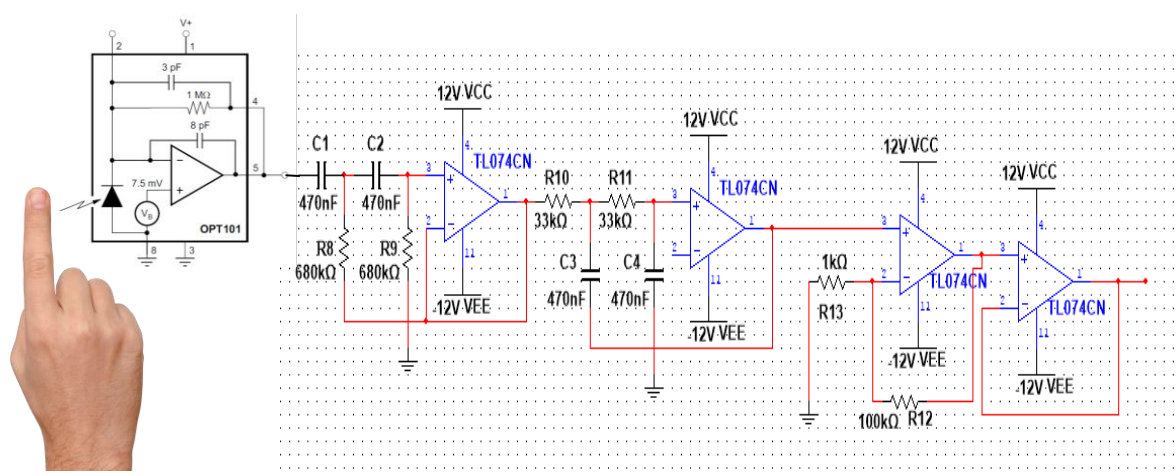 V+
2
1
3 pF
1 MΩ
4
8 pF
5
7.5 mV
VB
OPT101
8
3
C1
C2
470nF
470nF
R8
680kΩ
R9
680kΩ
12V VCC
4
TL074CN
3
1
2
11
-12V VEE
R10
33kΩ
R11
33kΩ
C3
470nF
C4
470nF
12V VCC
4
TL074CN
3
1
2
11
-12V VEE
1kΩ
R13
12V VCC
4
3
1
2
TL074CN
11
-12V VEE
100kΩ
R12
12V VCC
4
3
1
2
TL074CN
11
-12V VEE